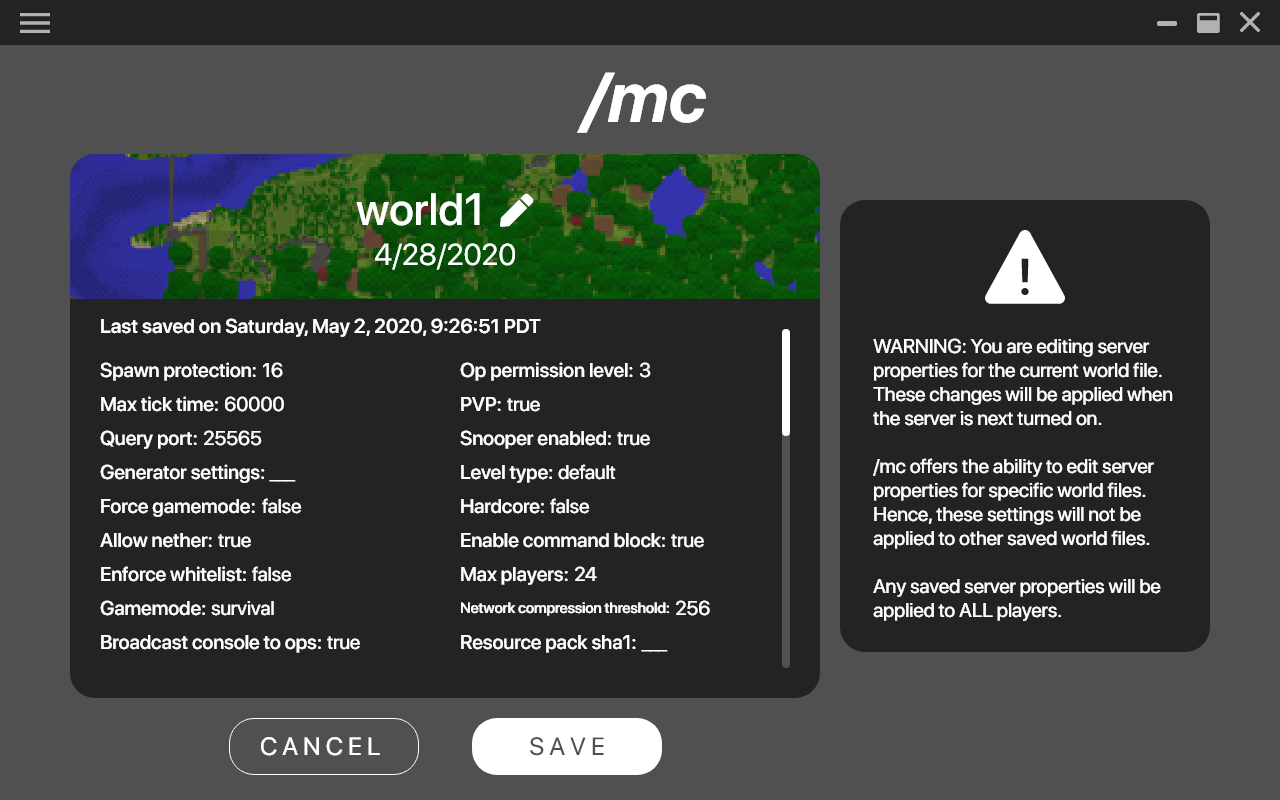 /mc
world1
4/28/2020
Last saved on Saturday, May 2, 2020, 9:26:51 PDT
Spawn protection: 16
Max tick time: 60000
Query port: 25565
Generator settings: ___
Force gamemode: false
Allow nether: true
Enforce whitelist: false
Gamemode: survival
Broadcast console to ops: true
Op permission level: 3
PVP: true
Snooper enabled: true
Level type: default
Hardcore: false
Enable command block: true
Max players: 24
Network compression threshold: 256
Resource pack sha1: ___
WARNING: You are editing server
properties for the current world file.
These changes will be applied when
the server is next turned on.
/mc offers the ability to edit server
properties for specific world files.
Hence, these settings will not be
applied to other saved world files.
Any saved server properties will be
applied to ALL players.
CANCEL
SAVE